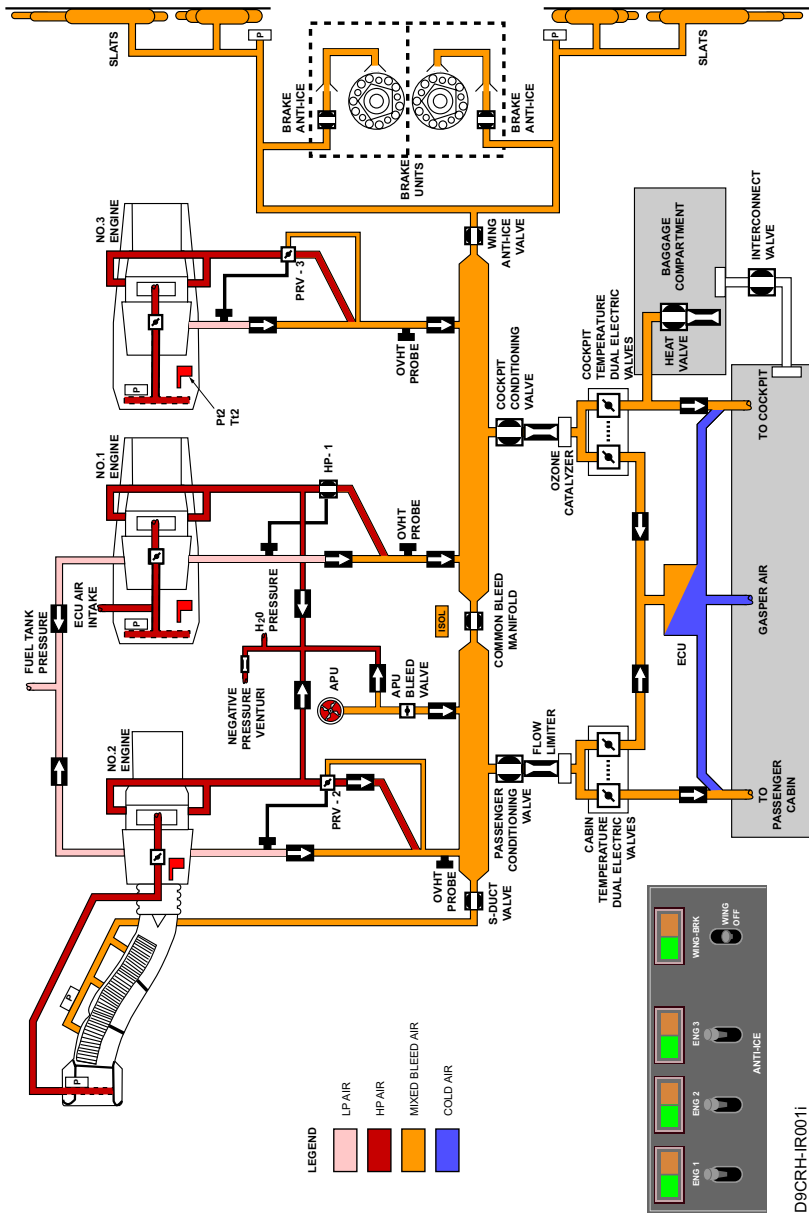 SLATS
P
BRAKE
ANTI-ICE
BRAKE
UNITS
BRAKE
ANTI-ICE
P
SLATS
NO.3
ENGINE
P
Pt2
Tt2
PRV - 3
OVHT
PROBE
WING
ANTI-ICE
VALVE
BAGGAGE
COMPARTMENT
INTERCONNECT
VALVE
HEAT
VALVE
COCKPIT
CONDITIONING
VALVE
COCKPIT
TEMPERATURE
DUAL ELECTRIC
VALVES
OZONE
CATALYZER
TO COCKPIT
NO.1
ENGINE
HP- 1
OVHT
PROBE
FUEL TANK
PRESSURE
ECU AIR
INTAKE
H20
PRESSURE
NEGATIVE
PRESSURE
VENTURI
ISOL
COMMON BLEED
MANIFOLD
APU
APU
BLEED
VALVE
ECU
GASPER AIR
NO.2
ENGINE
PRV - 2
OVHT
PROBE
S-DUCT
VALVE
PASSENGER
CONDITIONING
VALVE
FLOW
LIMITER
CABIN
TEMPERATURE
DUAL ELECTRIC
VALVES
TO
PASSENGER
CABIN
P
P
LEGEND
LP AIR
HP AIR
MIXED BLEED AIR
COLD AIR
ENG 1
ENG 2
ENG 3
WING-BRK
WING
OFF
ANTI-ICE
D9CRH-IR001i